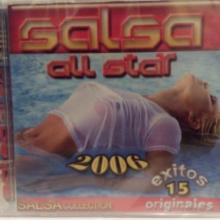 SALSA
all star
2006
exitos
15
originales
SALSA COLLECTION